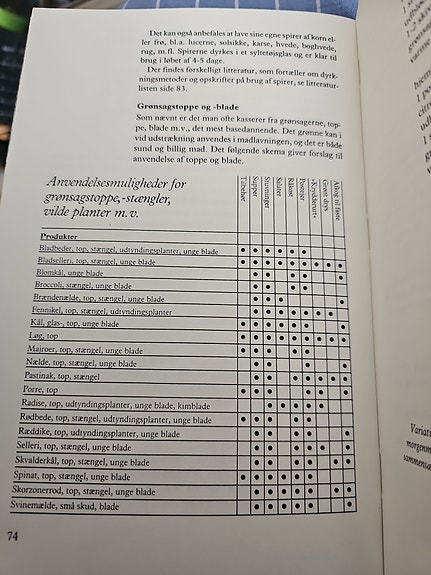 Det kan også anbefales at lave sine egne spirer af korn el-
ler frø, bl.a. lucerne, solsikke, karse, hvede, boghvede,
rug, m.fl. Spirerne dyrkes i et syltetøjsglas og er klar til
brug i løbet af 4-5 dage.
Der findes forskelligt litteratur, som fortæller om dyrk-
ningsmetoder og opskrifter på brug af spirer, se litteratur-
listen side 83.
Grønsagstoppe og -blade
Som nævnt er det man ofte kasserer fra grønsagerne, top-
pe, blade m.v., det mest basedannende. Det grønne kan i
vid udstrækning anvendes i madlavningen, og det er både
sund og billig mad. Det følgende skema giver forslag til
anvendelse af toppe og blade.
Anvendelsesmuligheder for
grønsagstoppe,-stængler,
vilde planter m.v.
Tilbehør
Supper
Stuvninger
Salater
Råkost
Postejer
»Krydderurt«
Grønt drys
Afkog til faste
Produkter
Bladbeder, top, stængel, udtyndingsplanter, unge blade
Bladselleri, top, stængel, unge blade
Blomkål, unge blade
Broccoli, stængel, unge blade
Brændenælde, top, stængel, unge blade
Fennikel, top, stængel, udtyndingsplanter
Kål, glas-, top, unge blade
Løg, top
Majroer, top, stængel, unge blade
Nælde, top, stængel, unge blade
Pastinak, top, stængel
Porre, top
Radise, top, udtyndingsplanter, unge blade, kimblade
Rødbede, top, stængel, udtyndingsplanter, unge blade
Ræddike, top, udtyndingsplanter, unge blade
Selleri, top, stængel, unge blade
Skvalderkål, top, stængel, unge blade
Spinat, top, stængel, unge blade
Skorzonerrod, top, stængel, unge blade
Svinemælde, små skud, blade
74
Variati
morgenm
sammensa